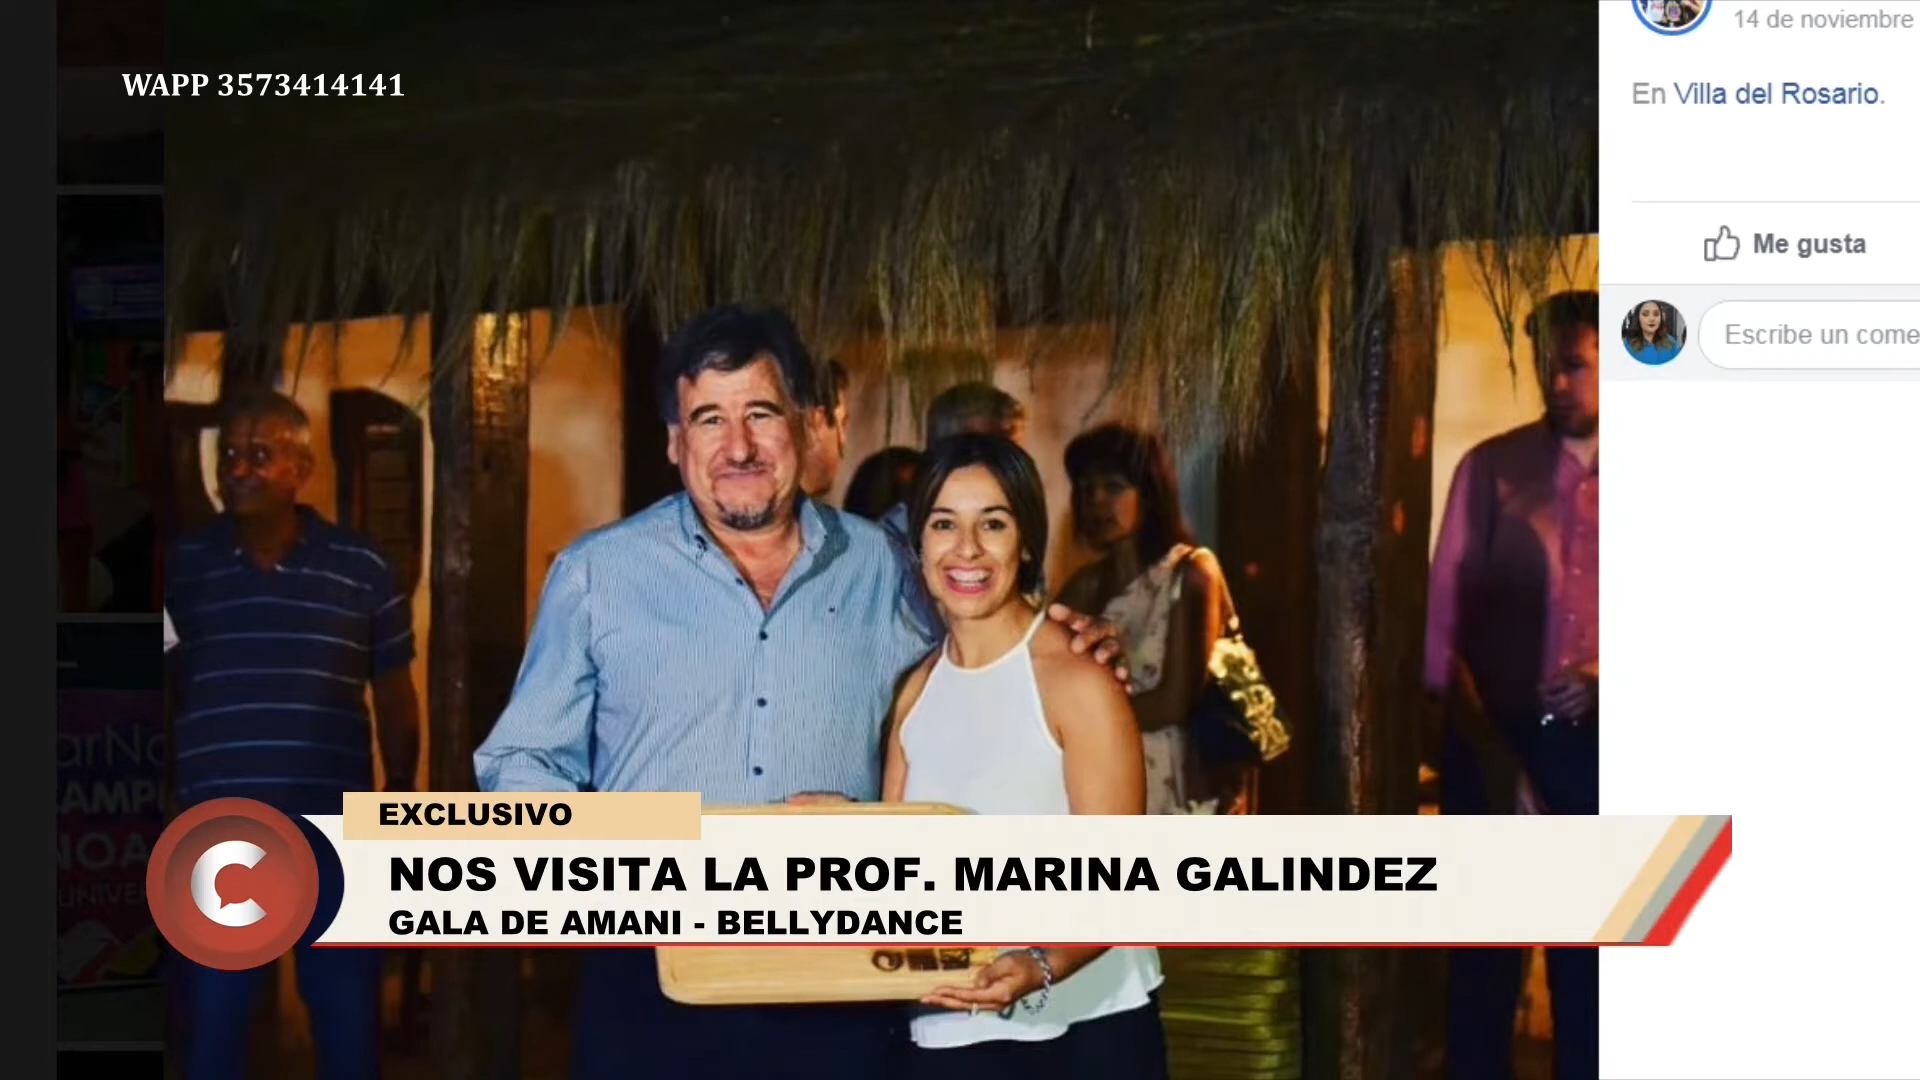 WAPP 3573414141
14 de noviembre
En Villa del Rosario.
Me gusta
Escribe un come
EXCLUSIVO
NOS VISITA LA PROF. MARINA GALINDEZ
GALA DE AMANI - BELLYDANCE